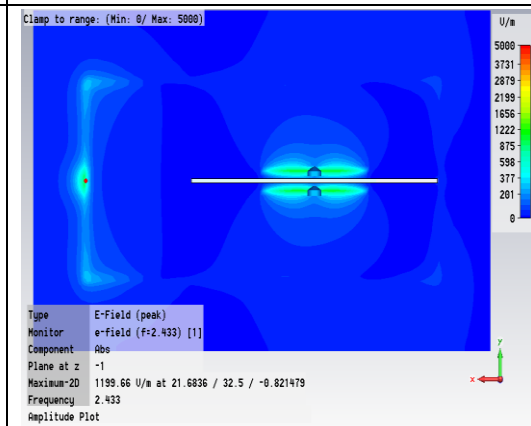 Clamp to range: (Min: 0/ Max: 5000)
V/m
5000
3731
2879
2199
1656
1222
875
598
377
201
0
Type E-Field (peak)
Monitor e-field (f=2.433) [1]
Component Abs
Plane at z -1
Maximum-2D 1199.66 V/m at 21.6836 / 32.5 / -0.821479
Frequency 2.433
Amplitude Plot
y
x